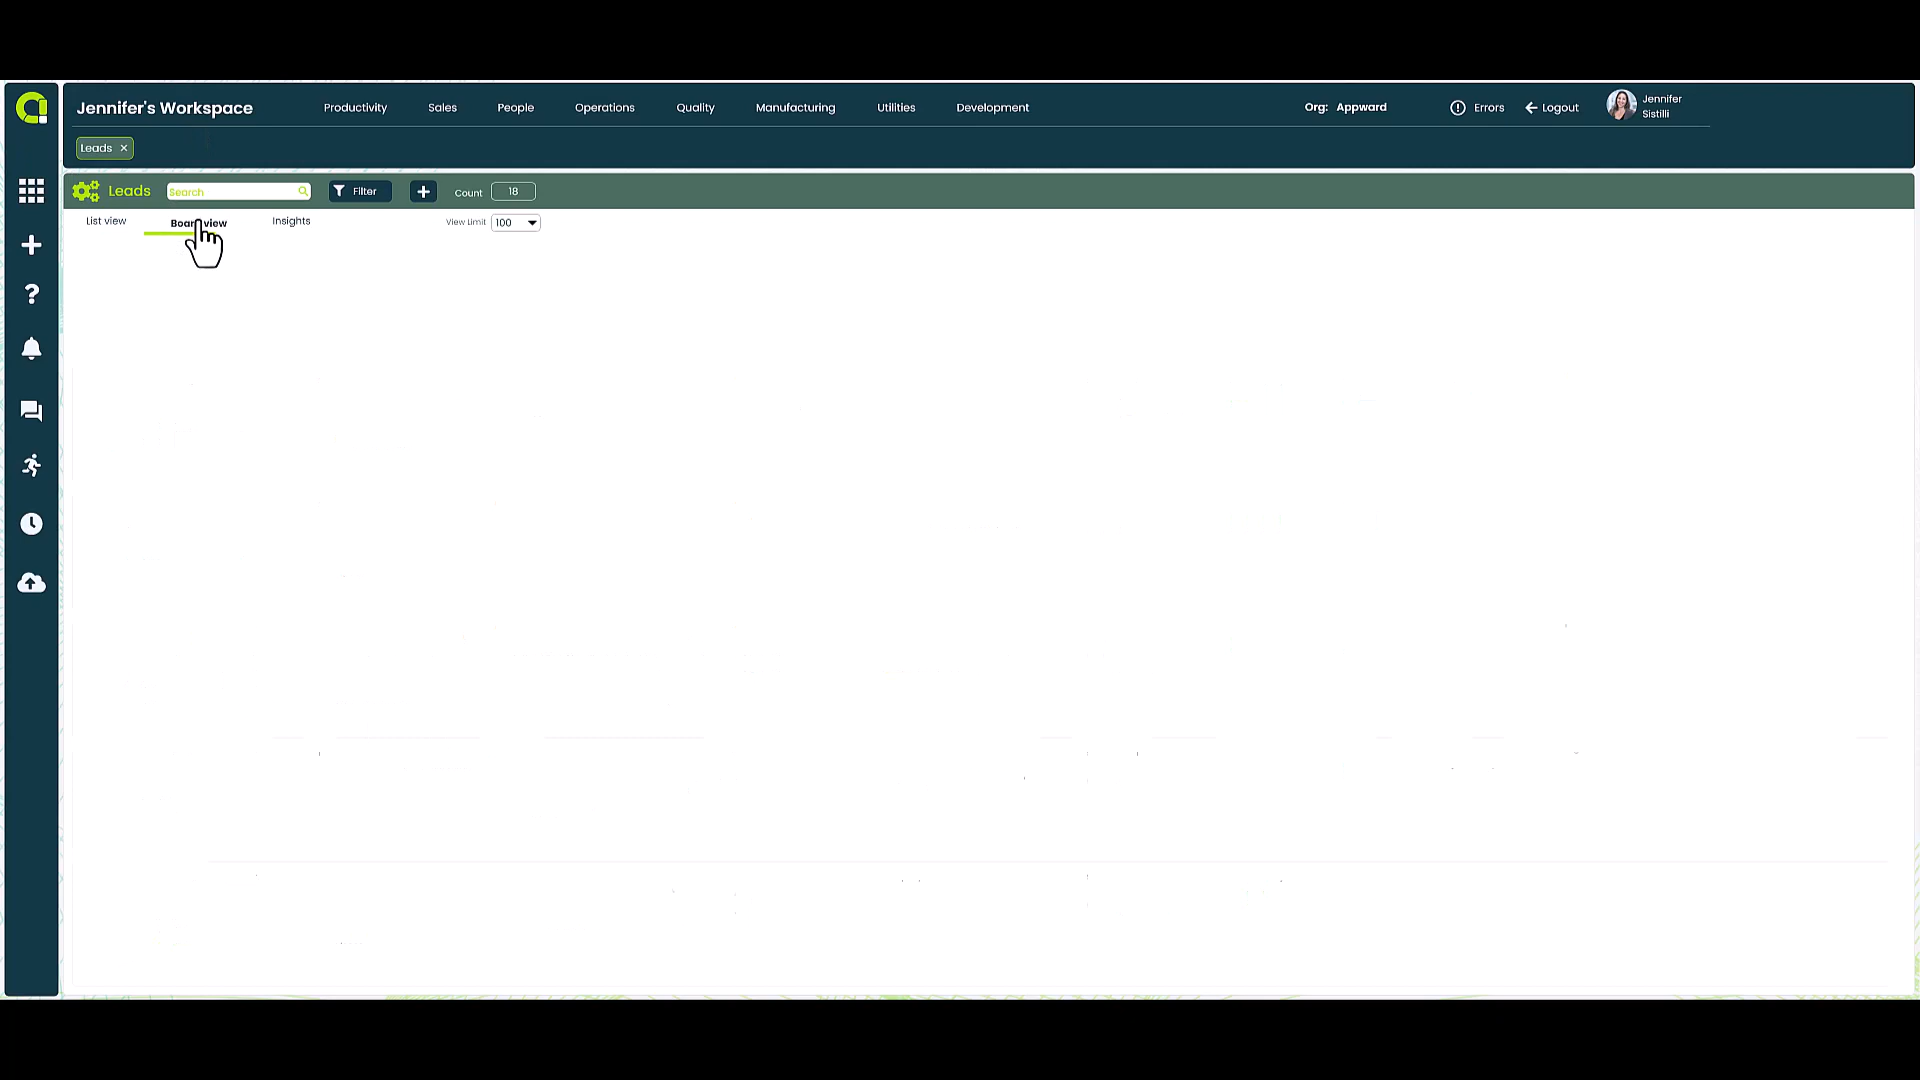 Jennifer's Workspace Productivity Sales People Operations Quality Manufacturing Utilities Development Org: Appward Errors Logout Jennifer
Sistilli
Leads ×
Leads Search Filter + Count 18
List view Board view Insights View Limit 100